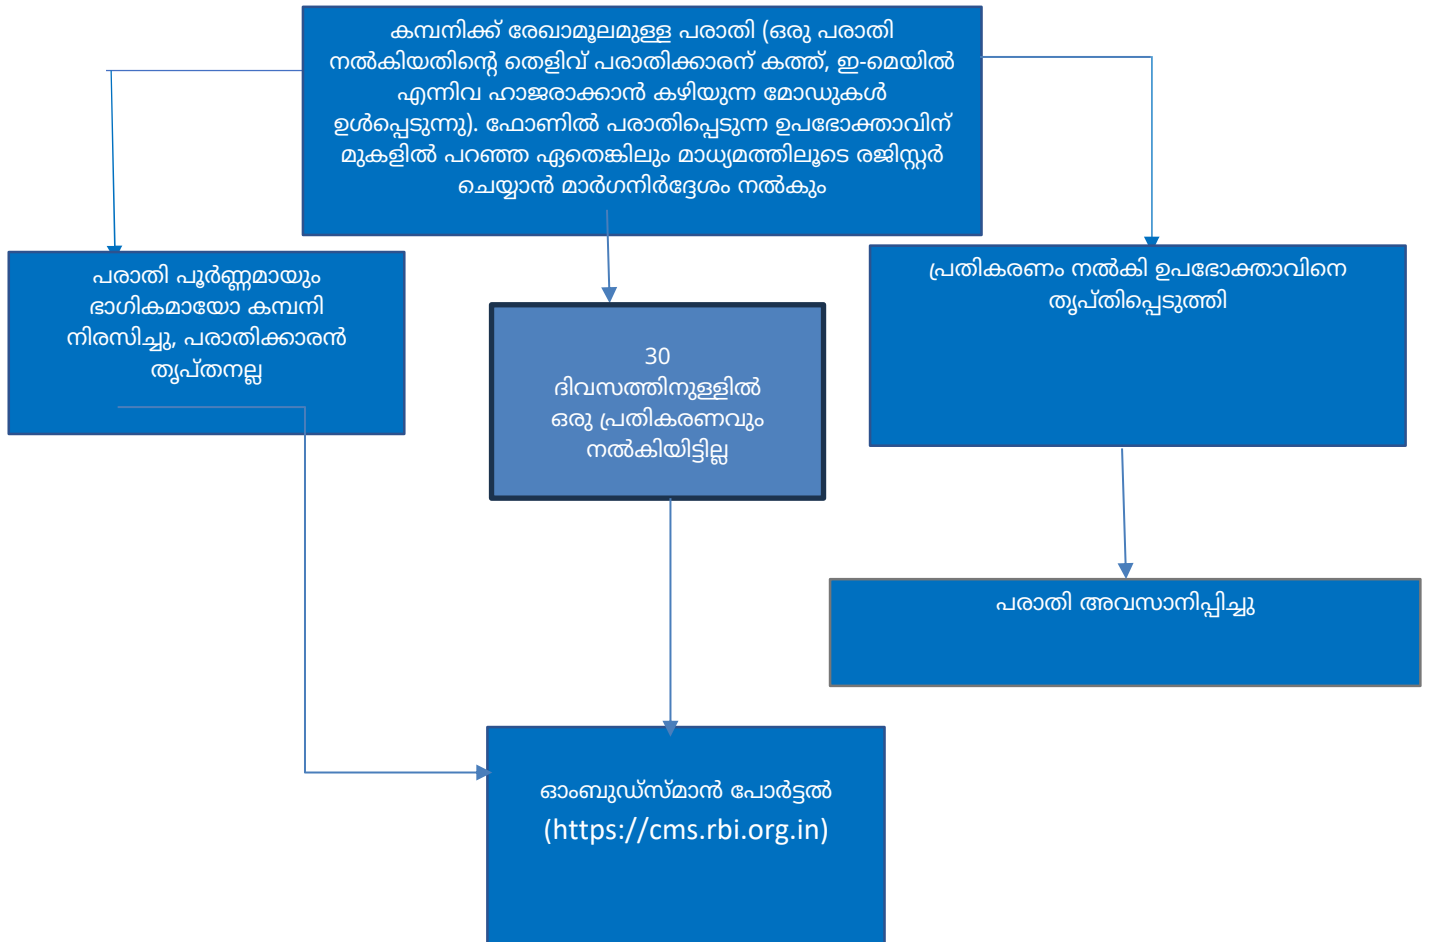 കമ്പനിക്ക് രേഖാമൂലമുള്ള പരാതി (ഒരു പരാതി
നൽകിയതിന്റെ തെളിവ് പരാതിക്കാരന് കത്ത്, ഇ-മെയിൽ
എന്നിവ ഹാജരാക്കാൻ കഴിയുന്ന മോഡുകൾ
ഉൾപ്പെടുന്നു). ഫോണിൽ പരാതിപ്പെടുന്ന ഉപഭോക്താവിന്
മുകളിൽ പറഞ്ഞ ഏതെങ്കിലും മാധ്യമത്തിലൂടെ രജിസ്റ്റർ
ചെയ്യാൻ മാർഗനിർദ്ദേശം നൽകും
പരാതി പൂർണ്ണമായും
ഭാഗികമായോ കമ്പനി
നിരസിച്ചു, പരാതിക്കാരൻ
തൃപ്തനല്ല
30
ദിവസത്തിനുള്ളിൽ
ഒരു പ്രതികരണവും
നൽകിയിട്ടില്ല
പ്രതികരണം നൽകി ഉപഭോക്താവിനെ
തൃപ്തിപ്പെടുത്തി
പരാതി അവസാനിപ്പിച്ചു
ഓംബുഡ്സ്മാൻ പോർട്ടൽ
(https://cms.rbi.org.in)